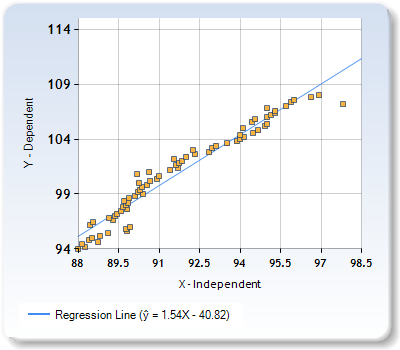 114
109
104
99
94
Y - Dependent
88 89.5 91 92.5 94 95.5 97 98.5
X - Independent
Regression Line (ŷ = 1.54X - 40.82)